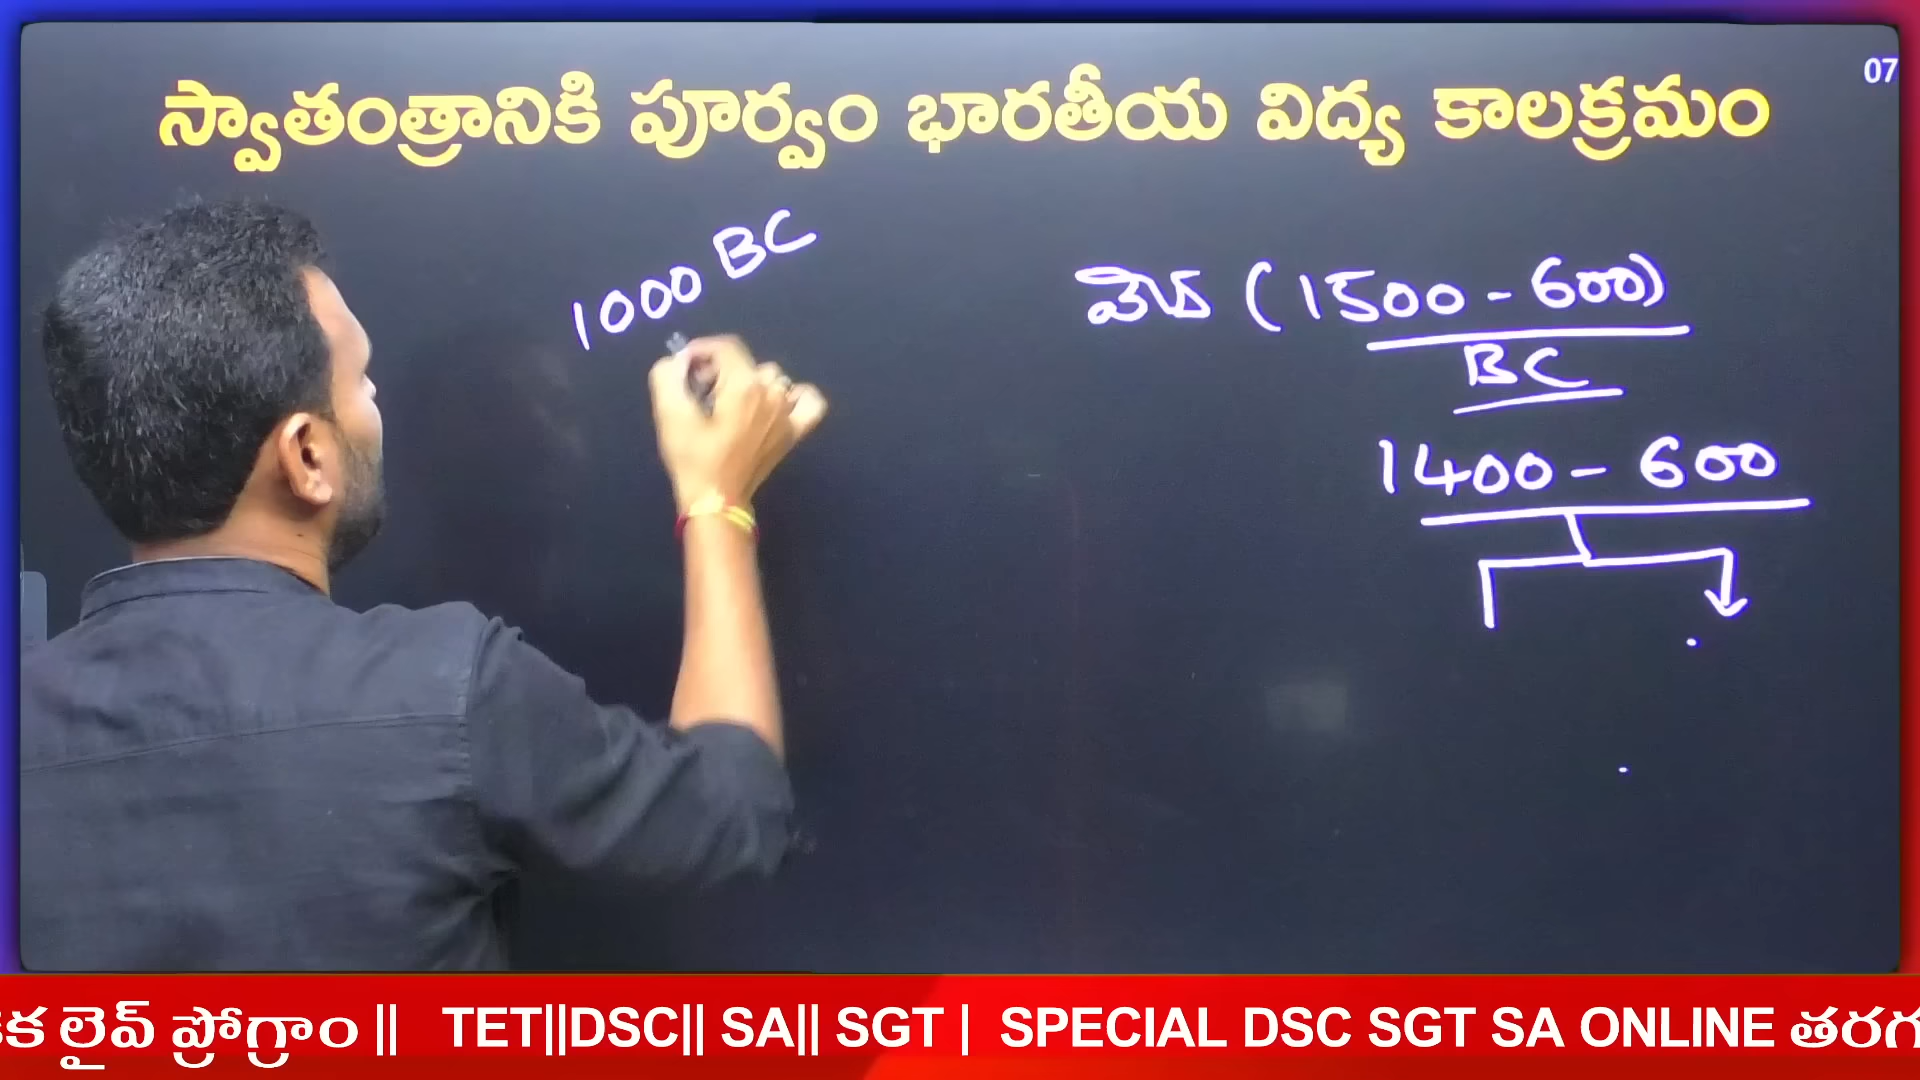 07
స్వాతంత్రానికి పూర్వం భారతీయ విద్య కాలక్రమం
1000 BC
(1500 - 600)
BC
1400 - 600
క లైవ్ ప్రోగ్రాం || TET||DSC|| SA|| SGT | SPECIAL DSC SGT SA ONLINE తరగ